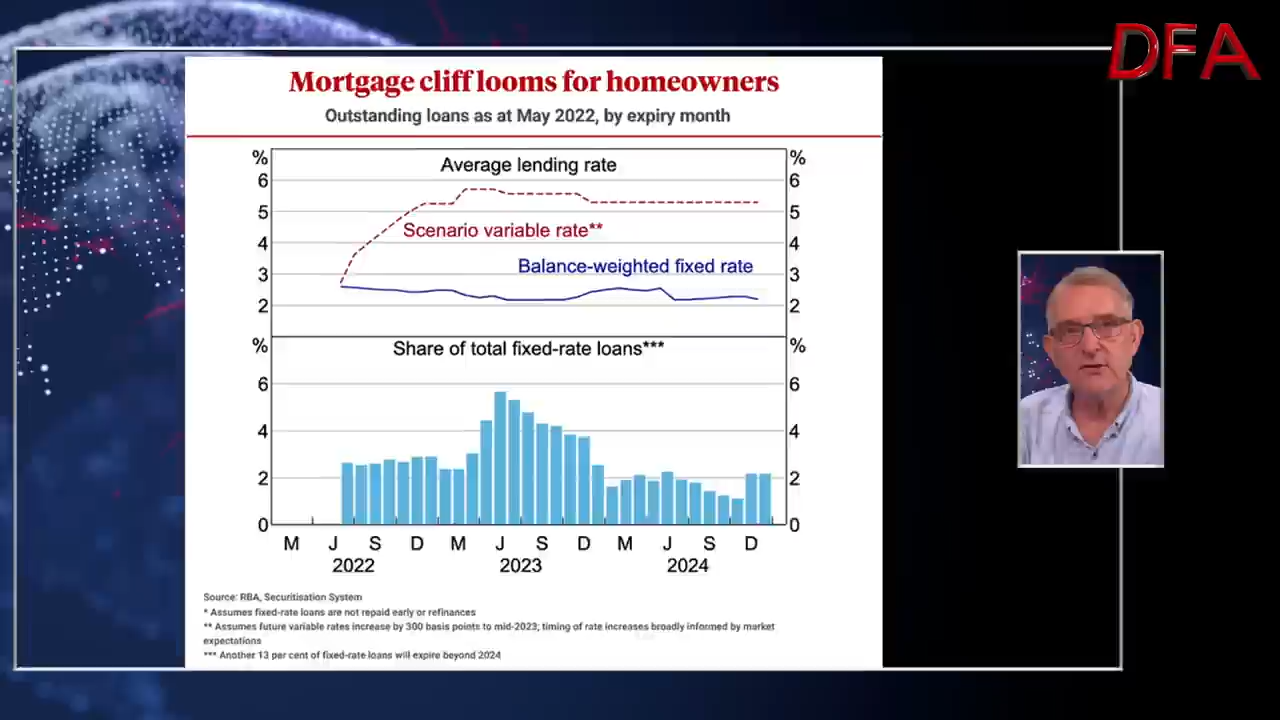 DFA
Mortgage cliff looms for homeowners
Outstanding loans as at May 2022, by expiry month
% Average lending rate %
6 6
5 5
Scenario variable rate**
4 4
Balance-weighted fixed rate
3 3
2 2
% Share of total fixed-rate loans*** %
6 6
4 4
2 2
0 0
M J S D M J S D M J S D
2022 2023 2024
Source: RBA, Securitisation System
* Assumes fixed-rate loans are not repaid early or refinances
** Assumes future variable rates increase by 300 basis points to mid-2023; timing of rate increases broadly informed by market
expectations
*** Another 13 per cent of fixed-rate loans will expire beyond 2024